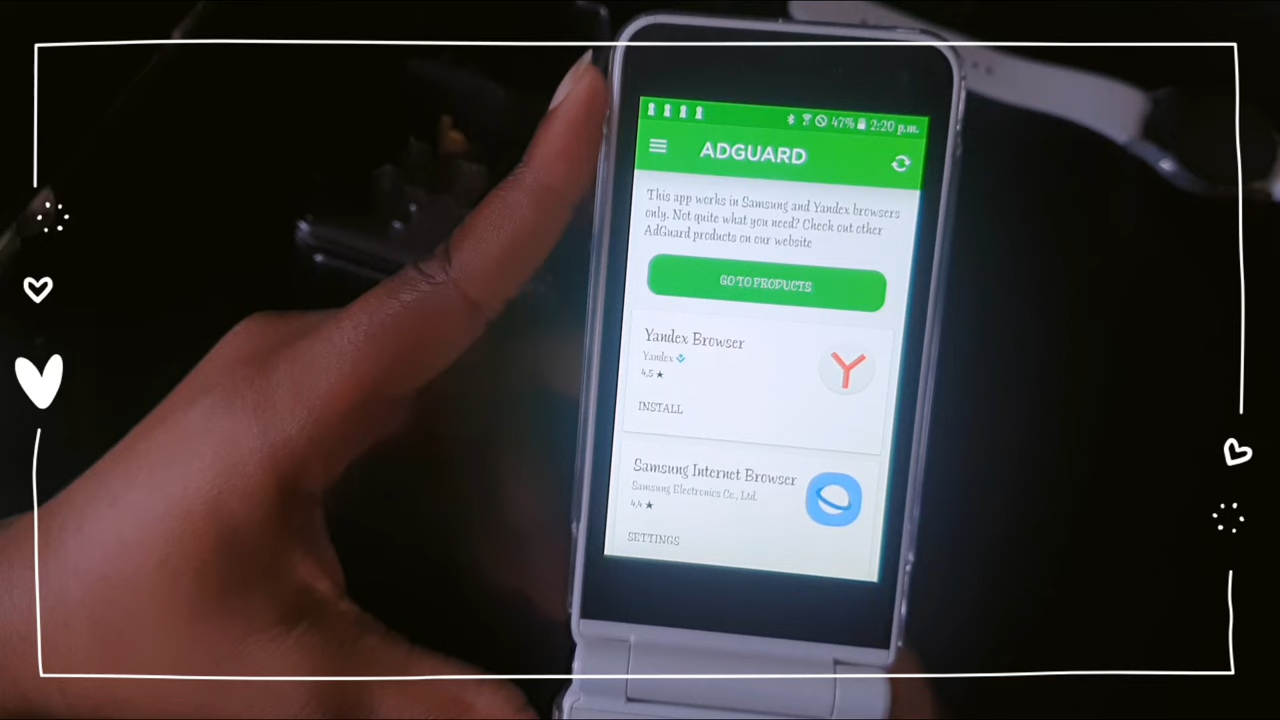 47% 2:20 p.m.
ADGUARD
This app works in Samsung and Yandex browsers
only. Not quite what you need? Check out other
AdGuard products on our website
GO TO PRODUCTS
Yandex Browser
Yandex
4,5 ★
INSTALL
Samsung Internet Browser
Samsung Electronics Co., Ltd.
4,4 ★
SETTINGS